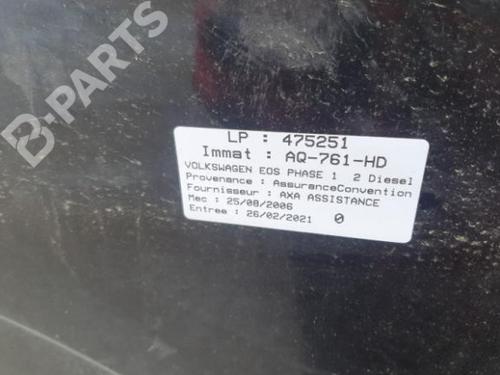 B-PARTS
LP : 475251
Immat : AQ-761-HD
VOLKSWAGEN EOS PHASE 1 2 Diesel
Provenance : AssuranceConvention
Fournisseur : AXA ASSISTANCE
Mec : 25/08/2006
Entree : 26/02/2021 0